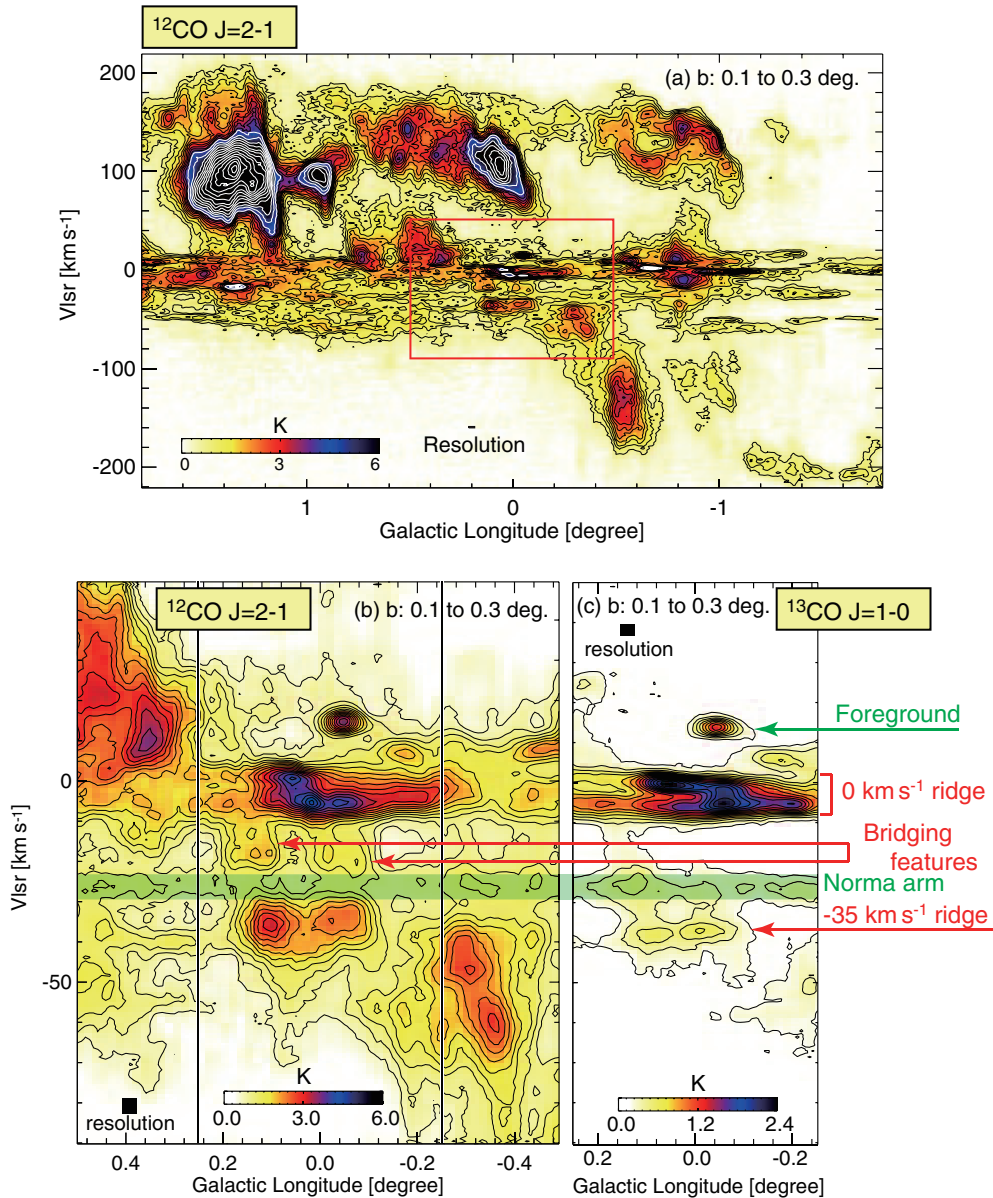 ¹²CO J=2-1
(a) b: 0.1 to 0.3 deg.
200
100
0
-100
-200
Vlsr [km s⁻¹]
K
0 3 6
Resolution
1 0 -1
Galactic Longitude [degree]
¹²CO J=2-1
(b) b: 0.1 to 0.3 deg.
(c) b: 0.1 to 0.3 deg.
¹³CO J=1-0
resolution
Foreground
0
0 km s⁻¹ ridge
Bridging
features
Vlsr [km s⁻¹]
Norma arm
-35 km s⁻¹ ridge
-50
K
0.0 3.0 6.0
resolution
K
0.0 1.2 2.4
0.4 0.2 0.0 -0.2 -0.4
Galactic Longitude [degree]
0.2 0.0 -0.2
Galactic Longitude [degree]